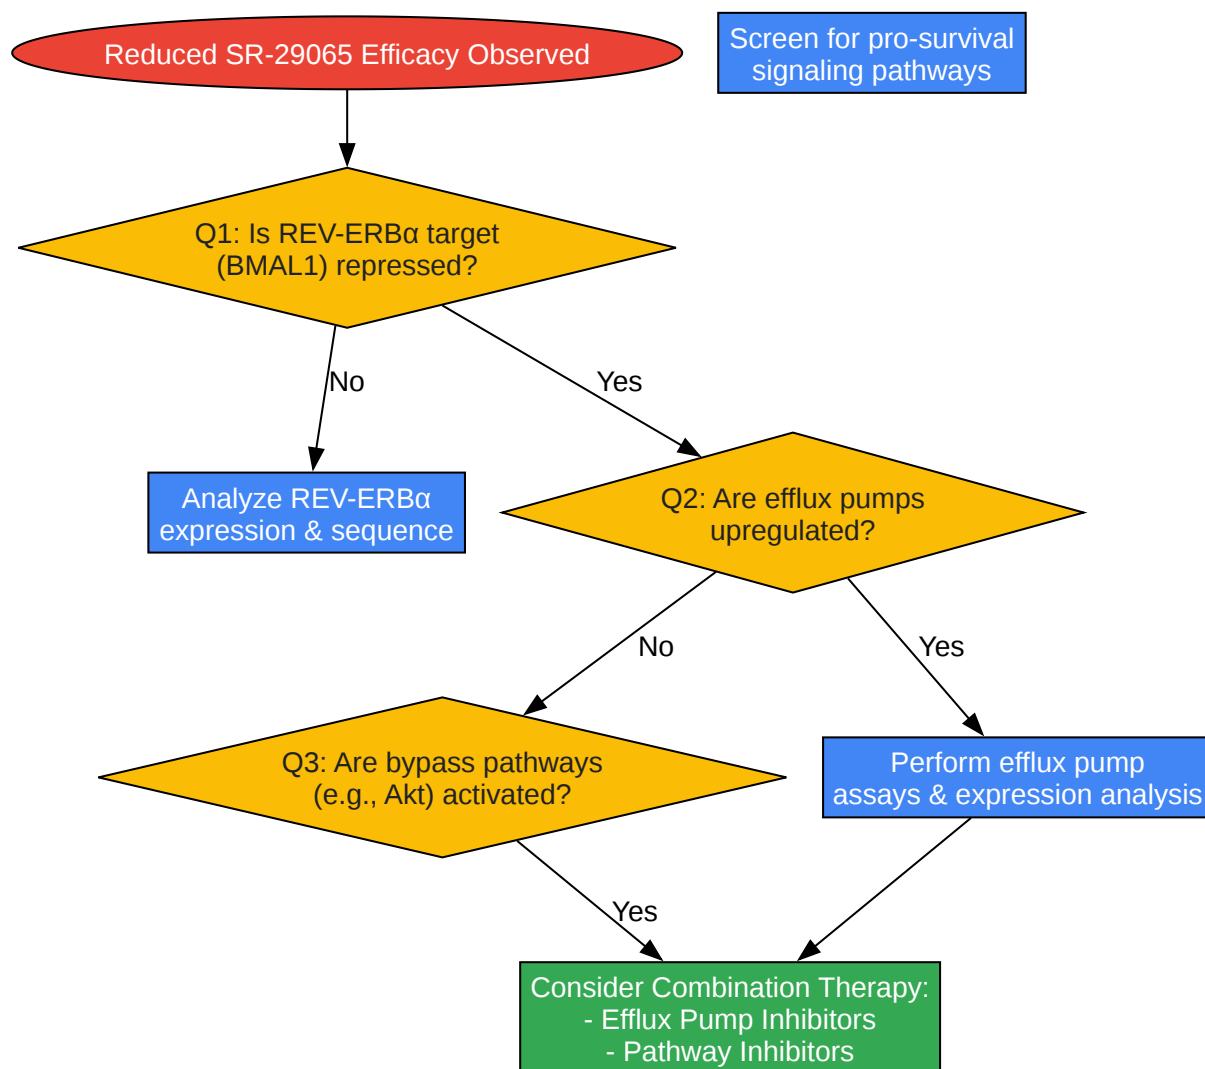 Reduced SR-29065 Efficacy Observed
Screen for pro-survival
signaling pathways
Q1: Is REV-ERBα target
(BMAL1) repressed?
No
Yes
Analyze REV-ERBα
expression & sequence
Q2: Are efflux pumps
upregulated?
No
Yes
Q3: Are bypass pathways
(e.g., Akt) activated?
Perform efflux pump
assays & expression analysis
Yes
Consider Combination Therapy:
- Efflux Pump Inhibitors
- Pathway Inhibitors